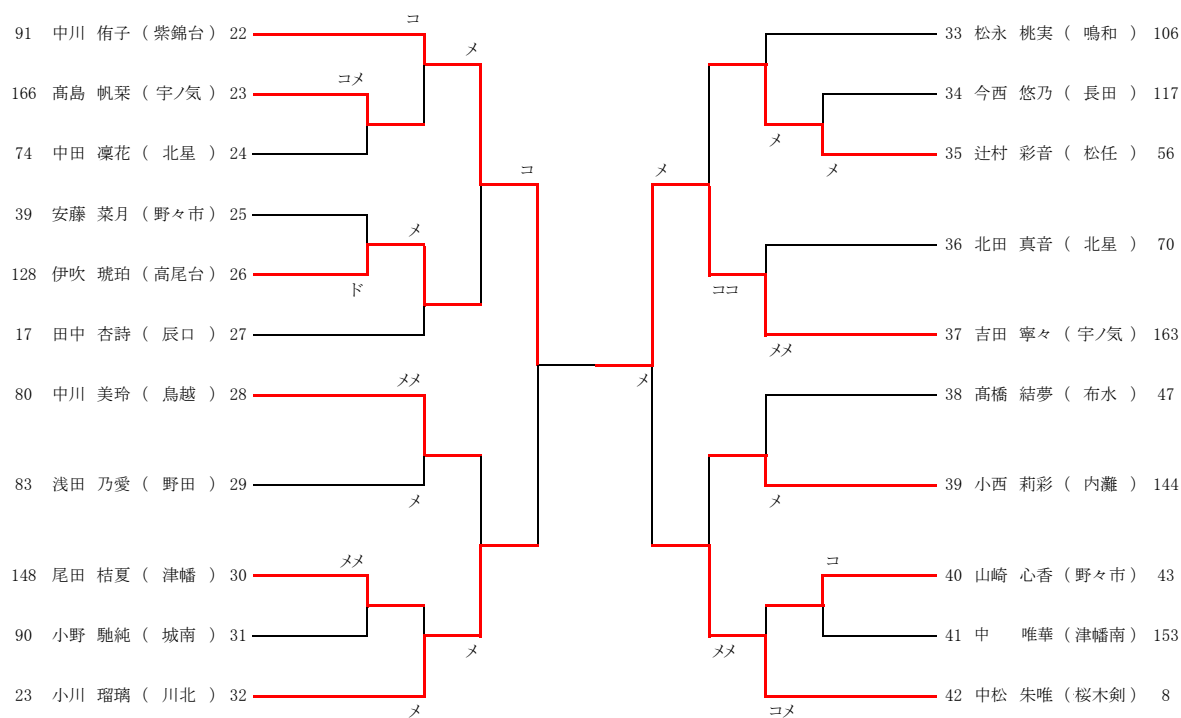 コ
91 中川 侑子 ( 紫錦台 ) 22
33 松永 桃実 ( 鳴和 ) 106
メ
コメ
166 髙島 帆栞 ( 宇ノ気 ) 23
34 今西 悠乃 ( 長田 ) 117
メ
74 中田 凜花 ( 北星 ) 24
35 辻村 彩音 ( 松任 ) 56
コ
メ
メ
39 安藤 菜月 ( 野々市 ) 25
メ
36 北田 真音 ( 北星 ) 70
128 伊吹 琥珀 ( 高尾台 ) 26
ド
ココ
17 田中 杏詩 ( 辰口 ) 27
37 吉田 寧々 ( 宇ノ気 ) 163
メメ
メメ
メ
80 中川 美玲 ( 鳥越 ) 28
38 髙橋 結夢 ( 布水 ) 47
83 浅田 乃愛 ( 野田 ) 29
39 小西 莉彩 ( 内灘 ) 144
メ
メ
メメ
コ
148 尾田 桔夏 ( 津幡 ) 30
40 山崎 心香 ( 野々市 ) 43
90 小野 馳純 ( 城南 ) 31
41 中 唯華 ( 津幡南 ) 153
メ
メメ
23 小川 瑠璃 ( 川北 ) 32
42 中松 朱唯 ( 桜木剣 ) 8
メ
コメ